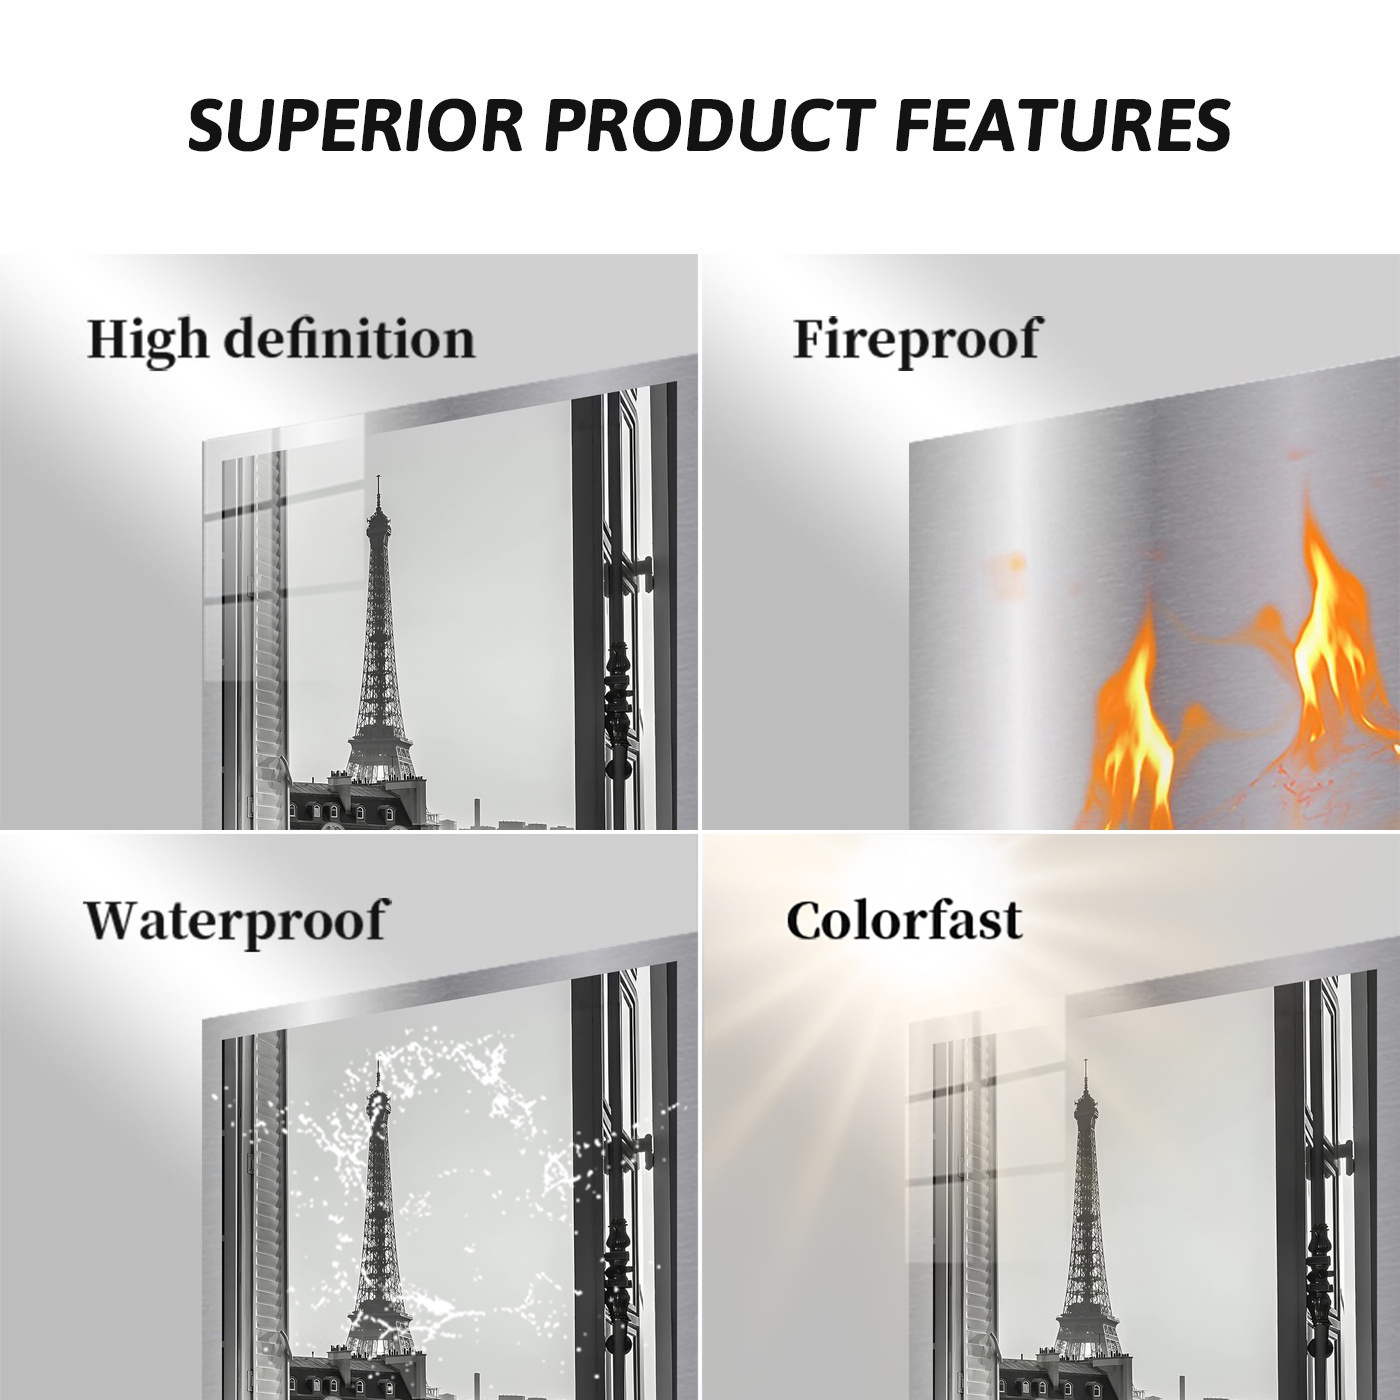 SUPERIOR PRODUCT FEATURES
High definition
Fireproof
Waterproof
Colorfast